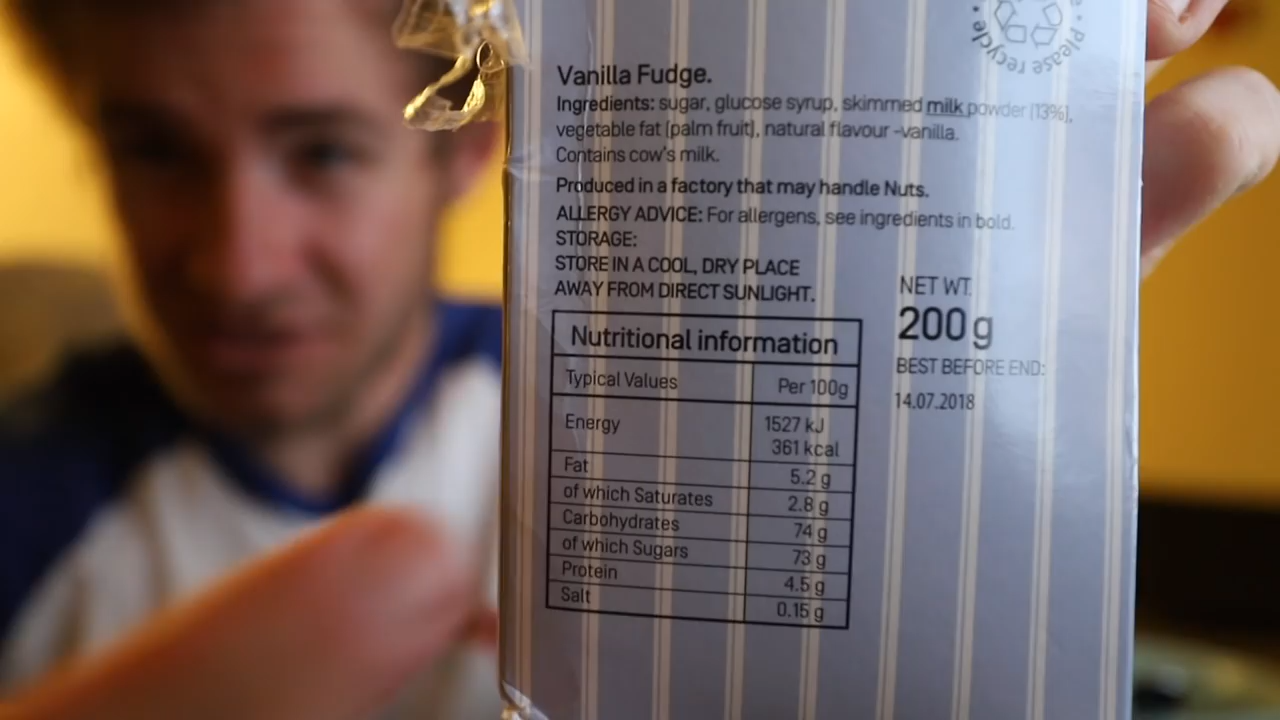 Please recycle
Vanilla Fudge.
Ingredients: sugar, glucose syrup, skimmed milk powder (13%),
vegetable fat (palm fruit), natural flavour -vanilla.
Contains cow's milk.
Produced in a factory that may handle Nuts.
ALLERGY ADVICE: For allergens, see ingredients in bold.
STORAGE:
STORE IN A COOL, DRY PLACE
AWAY FROM DIRECT SUNLIGHT.
NET WT.
200g
BEST BEFORE END:
14.07.2018
Nutritional information
Typical Values Per 100g
Energy 1527 kJ
361 kcal
Fat 5.2 g
of which Saturates 2.8 g
Carbohydrates 74 g
of which Sugars 73 g
Protein 4.5 g
Salt 0.15 g